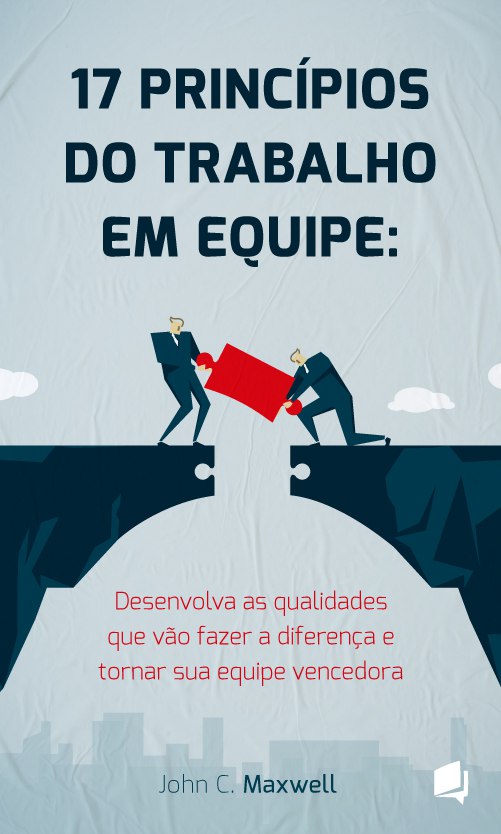 17 PRINCÍPIOS
DO TRABALHO
EM EQUIPE:
Desenvolva as qualidades
que vão fazer a diferença e
tornar sua equipe vencedora
John C. Maxwell